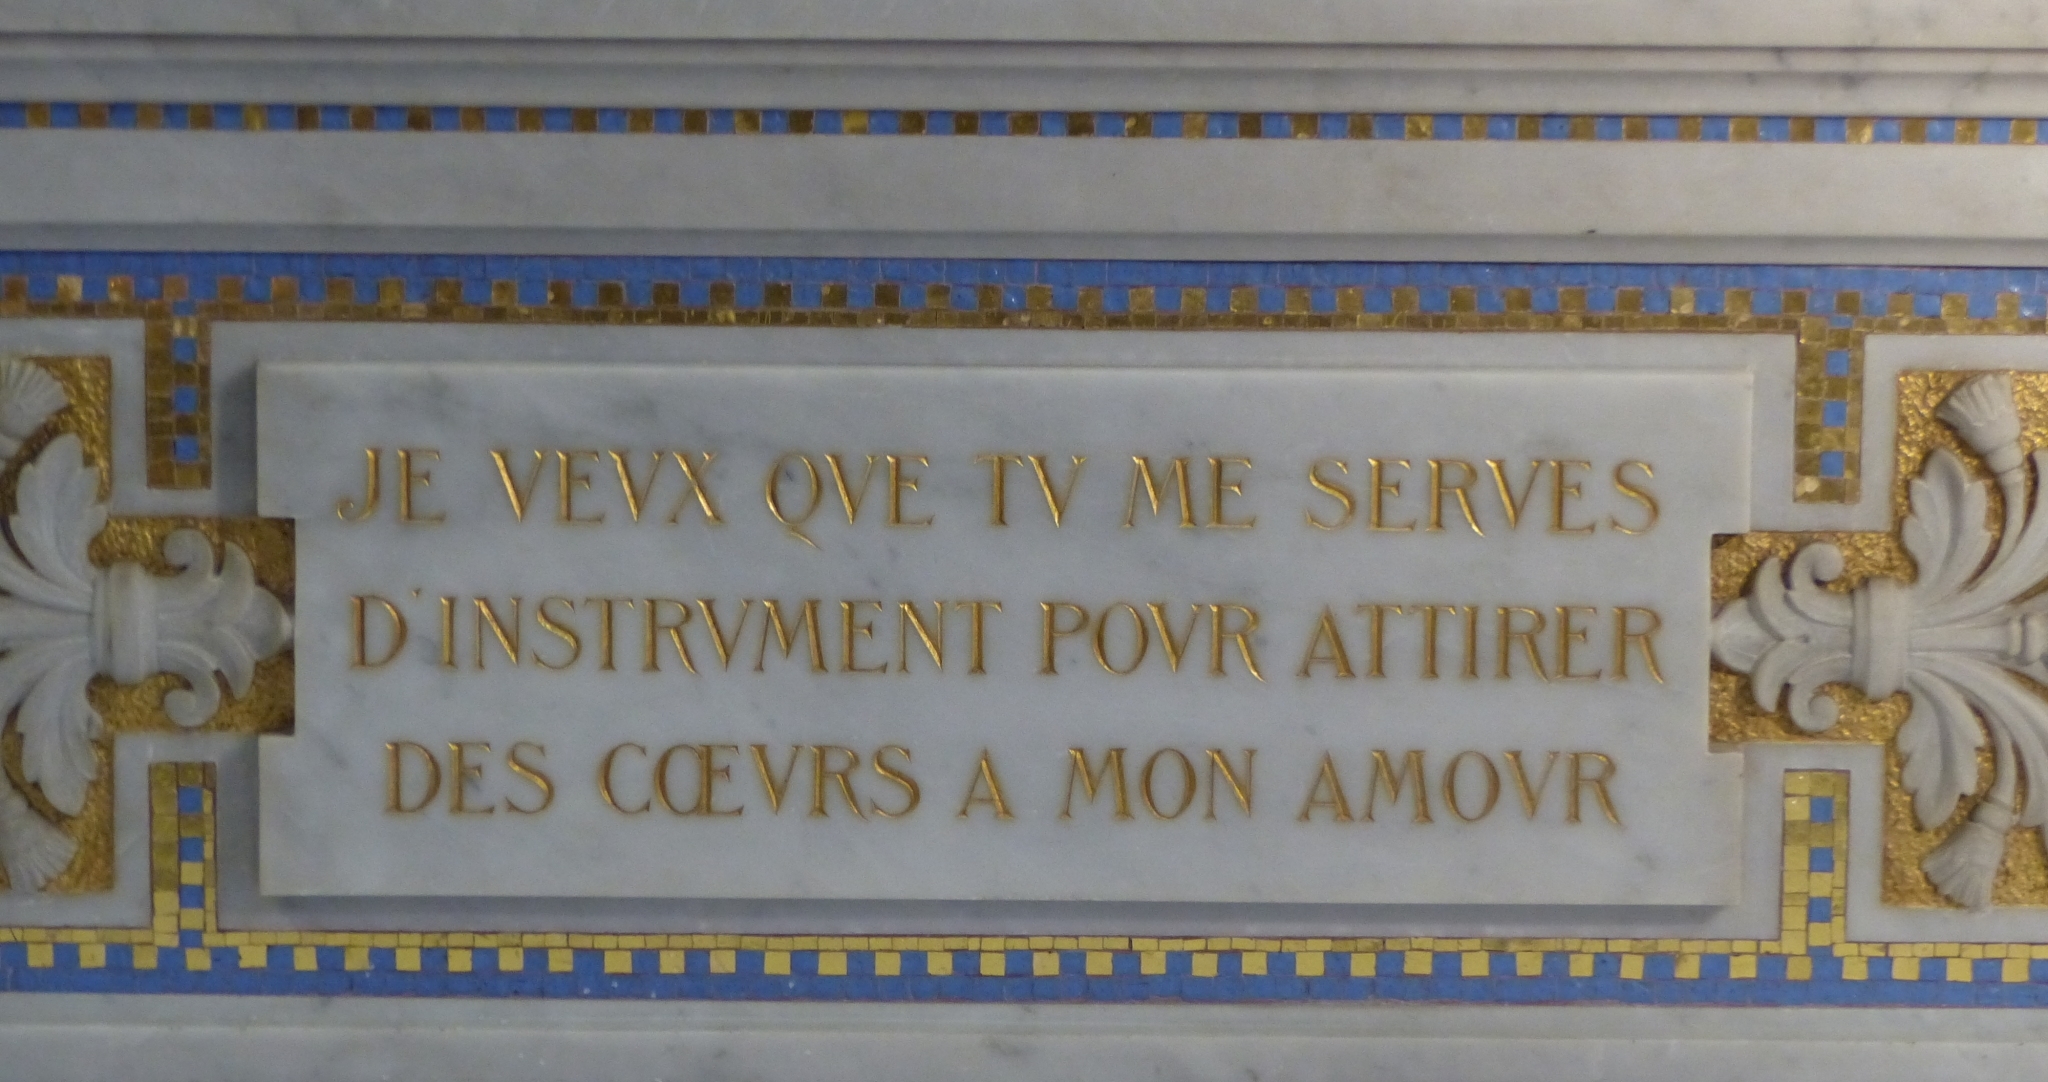 JE VEVX QVE TV ME SERVES
D'INSTRVMENT POVR ATTIRER
DES CŒVRS A MON AMOVR